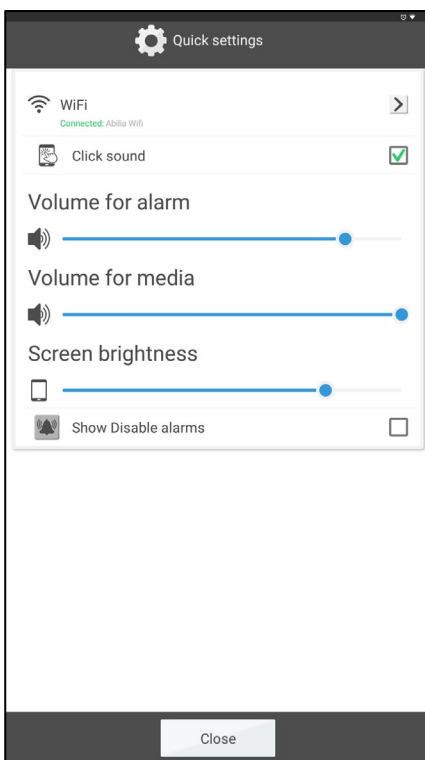 Quick settings
WiFi
Connected: Abilia Wifi
Click sound
Volume for alarm
Volume for media
Screen brightness
Show Disable alarms
Close